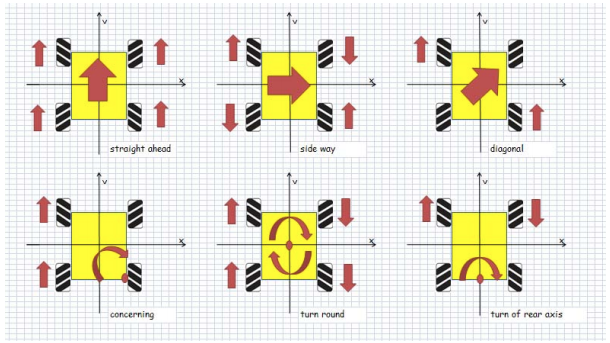 v
x
straight ahead
v
x
side way
v
x
diagonal
v
x
concerning
v
x
turn round
v
x
turn of rear axis